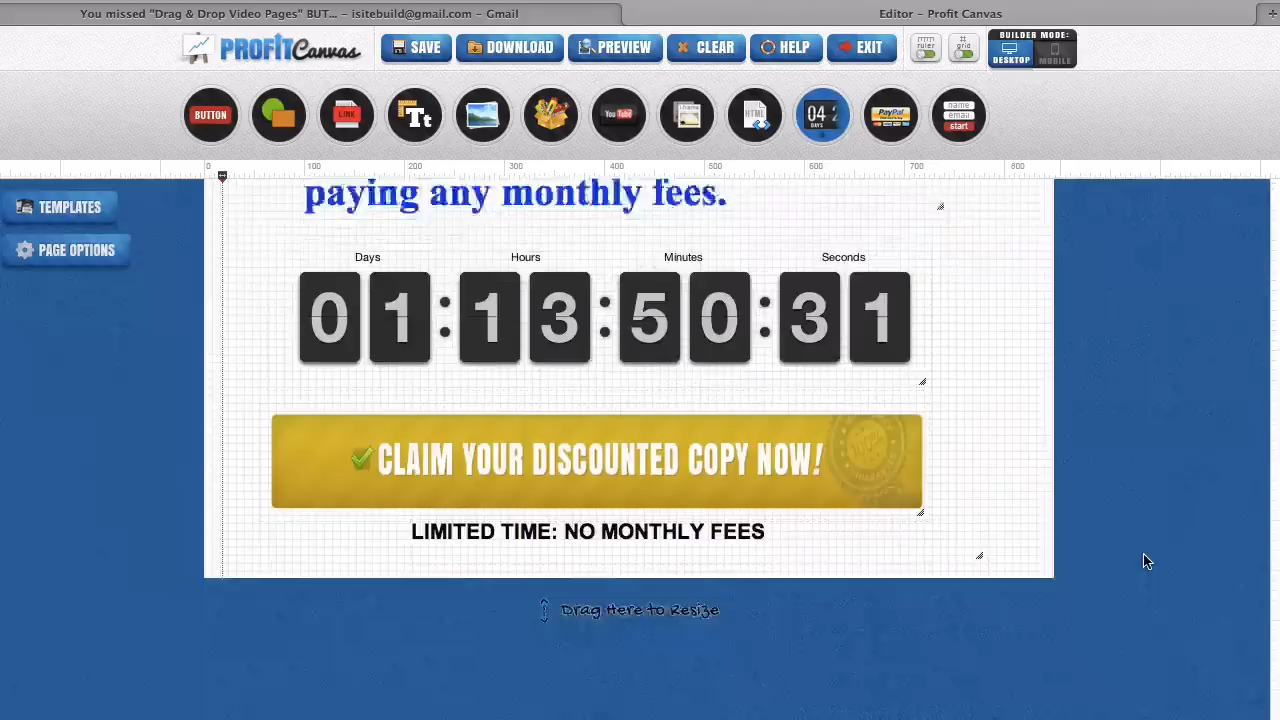 You missed "Drag & Drop Video Pages" BUT... – isitebuild@gmail.com – Gmail
Editor – Profit Canvas
PROFITCanvas
SAVE
DOWNLOAD
PREVIEW
CLEAR
HELP
EXIT
ruler
grid
BUILDER MODE:
DESKTOP
MOBILE
BUTTON
LINK
Tt
YouTube
HTML
04 2
DAYS
PayPal
name
email
start
0 100 200 300 400 500 600 700 800
TEMPLATES
PAGE OPTIONS
paying any monthly fees.
Days Hours Minutes Seconds
01:13:50:31
CLAIM YOUR DISCOUNTED COPY NOW!
LIMITED TIME: NO MONTHLY FEES
Drag Here to Resize